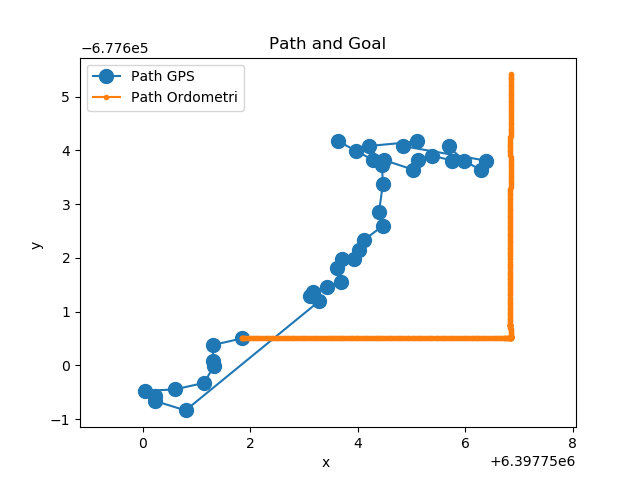 Path and Goal
−6.776e5
Path GPS
Path Ordometri
5
4
3
2
1
0
−1
y
0 2 4 6 8
x
+6.39775e6